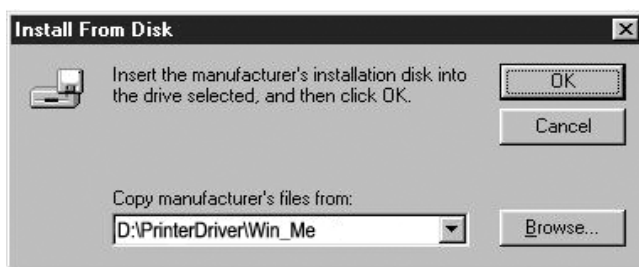 Install From Disk
Insert the manufacturer's installation disk into
the drive selected, and then click OK.
OK
Cancel
Copy manufacturer's files from:
D:\PrinterDriver\Win_Me
Browse...